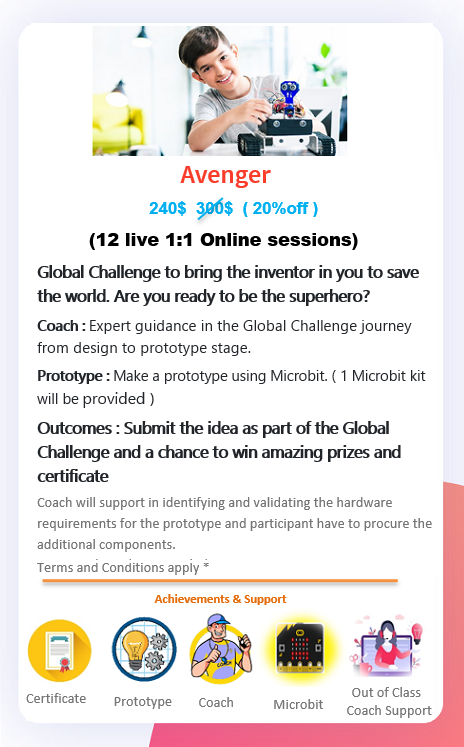 Avenger
240$ 300$ ( 20%off )
(12 live 1:1 Online sessions)
Global Challenge to bring the inventor in you to save
the world. Are you ready to be the superhero?
Coach : Expert guidance in the Global Challenge journey
from design to prototype stage.
Prototype : Make a prototype using Microbit. ( 1 Microbit kit
will be provided )
Outcomes : Submit the idea as part of the Global
Challenge and a chance to win amazing prizes and
certificate
Coach will support in identifying and validating the hardware
requirements for the prototype and participant have to procure the
additional components.
Terms and Conditions apply *
Achievements & Support
Certificate
Prototype
Coach
Microbit
Out of Class
Coach Support